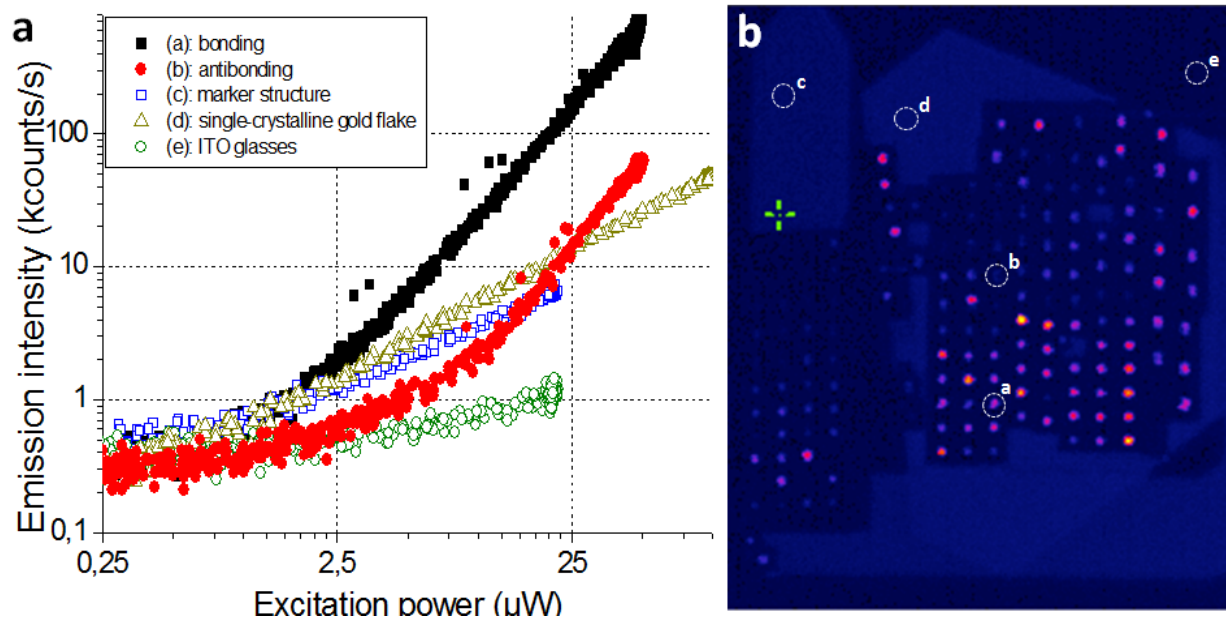 a
Emission intensity (kcounts/s)
100
10
1
0,1
0,25
2,5
25
Excitation power (µW)
(a): bonding
(b): antibonding
(c): marker structure
(d): single-crystalline gold flake
(e): ITO glasses
b
c
d
e
b
a